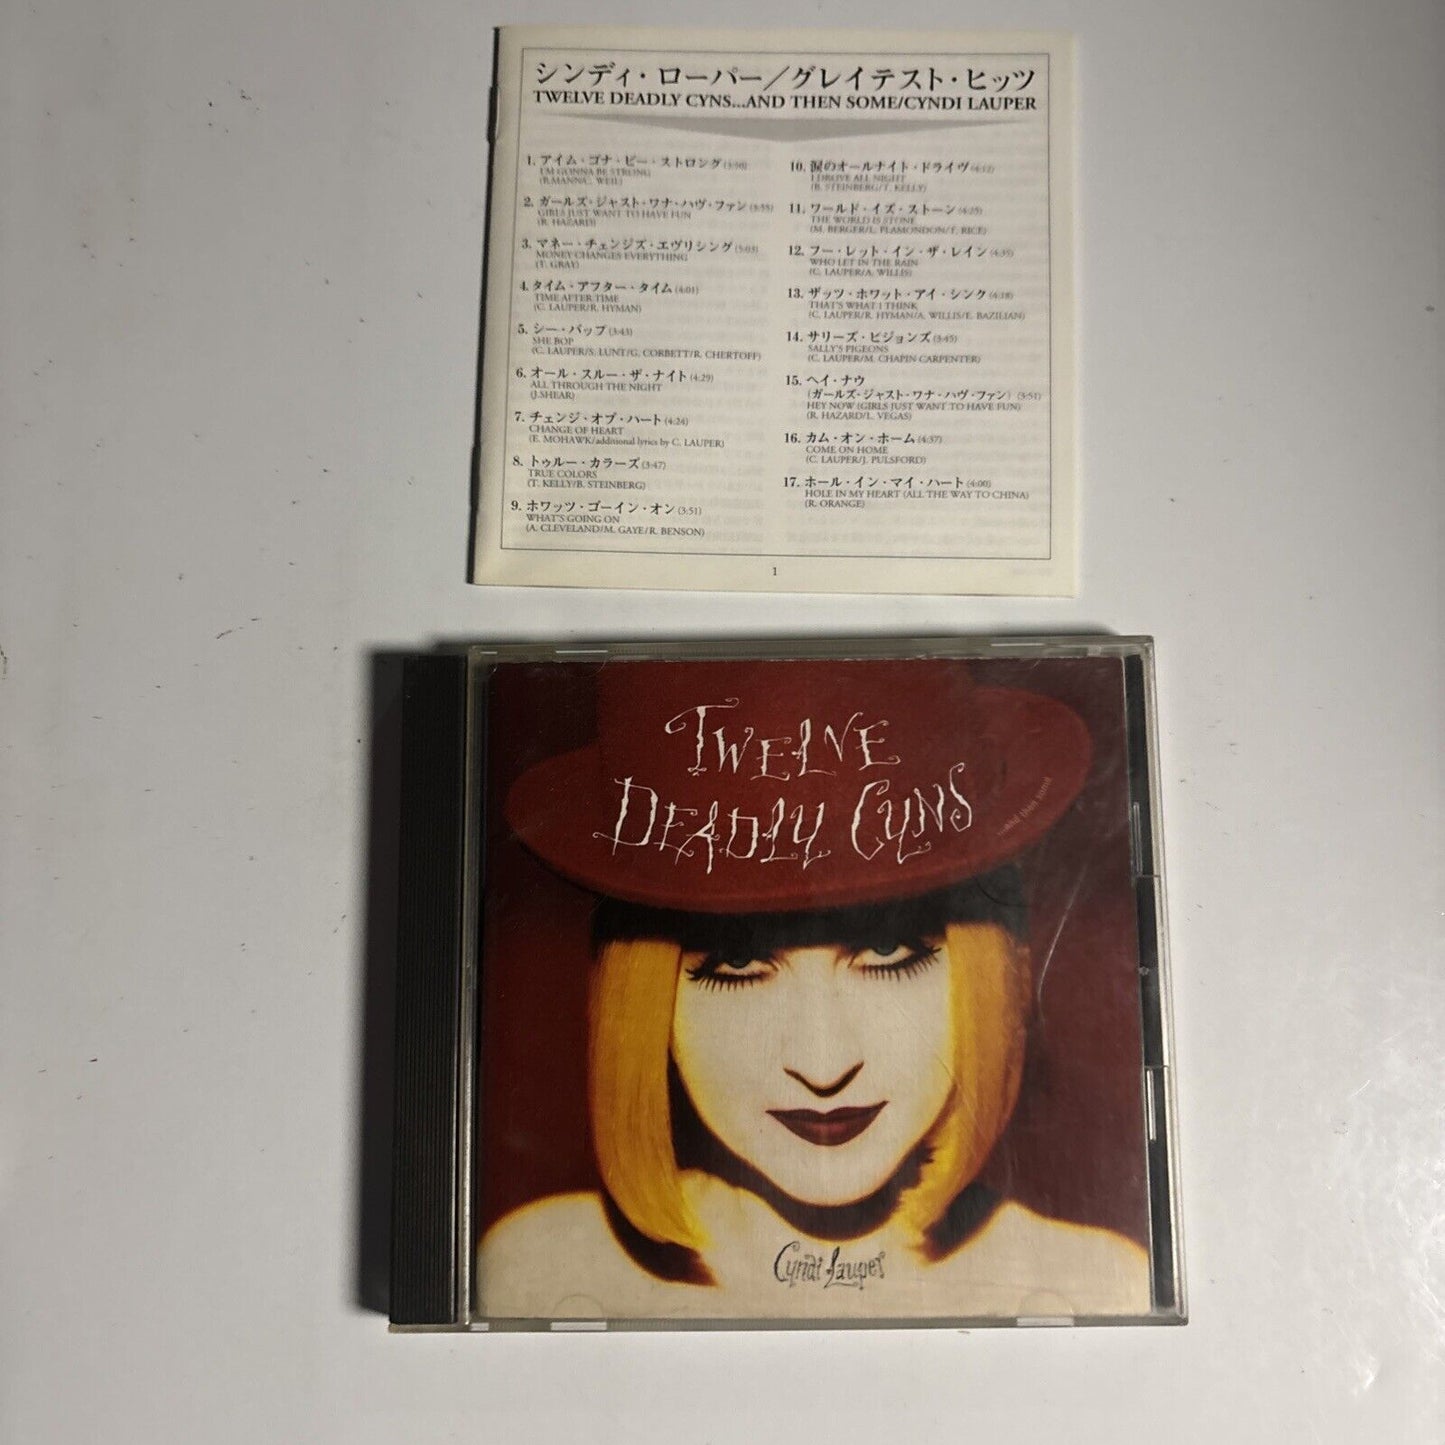 シンディ・ローパー／グレイテスト・ヒッツ
TWELVE DEADLY CYNS...AND THEN SOME/CYNDI LAUPER
1. アイム・ゴナ・ビー・ストロング (3:50)
I'M GONNA BE STRONG
(B.MANN/C. WEIL)
2. ガールズ・ジャスト・ワナ・ハヴ・ファン (3:55)
GIRLS JUST WANT TO HAVE FUN
(R. HAZARD)
3. マネー・チェンジズ・エヴリシング (5:03)
MONEY CHANGES EVERYTHING
(T. GRAY)
4. タイム・アフター・タイム (4:01)
TIME AFTER TIME
(C. LAUPER/R. HYMAN)
5. シー・バップ (3:43)
SHE BOP
(C. LAUPER/S. LUNT/G. CORBETT/R. CHERTOFF)
6. オール・スルー・ザ・ナイト (4:29)
ALL THROUGH THE NIGHT
(J.SHEAR)
7. チェンジ・オブ・ハート (4:24)
CHANGE OF HEART
(E. MOHAWK/additional lyrics by C. LAUPER)
8. トゥルー・カラーズ (3:47)
TRUE COLORS
(T. KELLY/B. STEINBERG)
9. ホワッツ・ゴーイン・オン (3:51)
WHAT'S GOING ON
(A. CLEVELAND/M. GAYE/R. BENSON)
10. 涙のオールナイト・ドライヴ (4:12)
I DROVE ALL NIGHT
(B. STEINBERG/T. KELLY)
11. ワールド・イズ・ストーン (4:25)
THE WORLD IS STONE
(M. BERGER/L. PLAMONDON/T. RICE)
12. フー・レット・イン・ザ・レイン (4:35)
WHO LET IN THE RAIN
(C. LAUPER/A. WILLIS)
13. ザッツ・ホワット・アイ・シンク (4:18)
THAT'S WHAT I THINK
(C. LAUPER/R. HYMAN/A. WILLIS/E. BAZILIAN)
14. サリーズ・ピジョンズ (3:45)
SALLY'S PIGEONS
(C. LAUPER/M. CHAPIN CARPENTER)
15. ヘイ・ナウ
(ガールズ・ジャスト・ワナ・ハヴ・ファン) (3:51)
HEY NOW (GIRLS JUST WANT TO HAVE FUN)
(R. HAZARD/L. VEGAS)
16. カム・オン・ホーム (4:37)
COME ON HOME
(C. LAUPER/J. PULSFORD)
17. ホール・イン・マイ・ハート (4:00)
HOLE IN MY HEART (ALL THE WAY TO CHINA)
(R. ORANGE)
1
TWELVE
DEADLY CYNS
...and then some
Cyndi Lauper